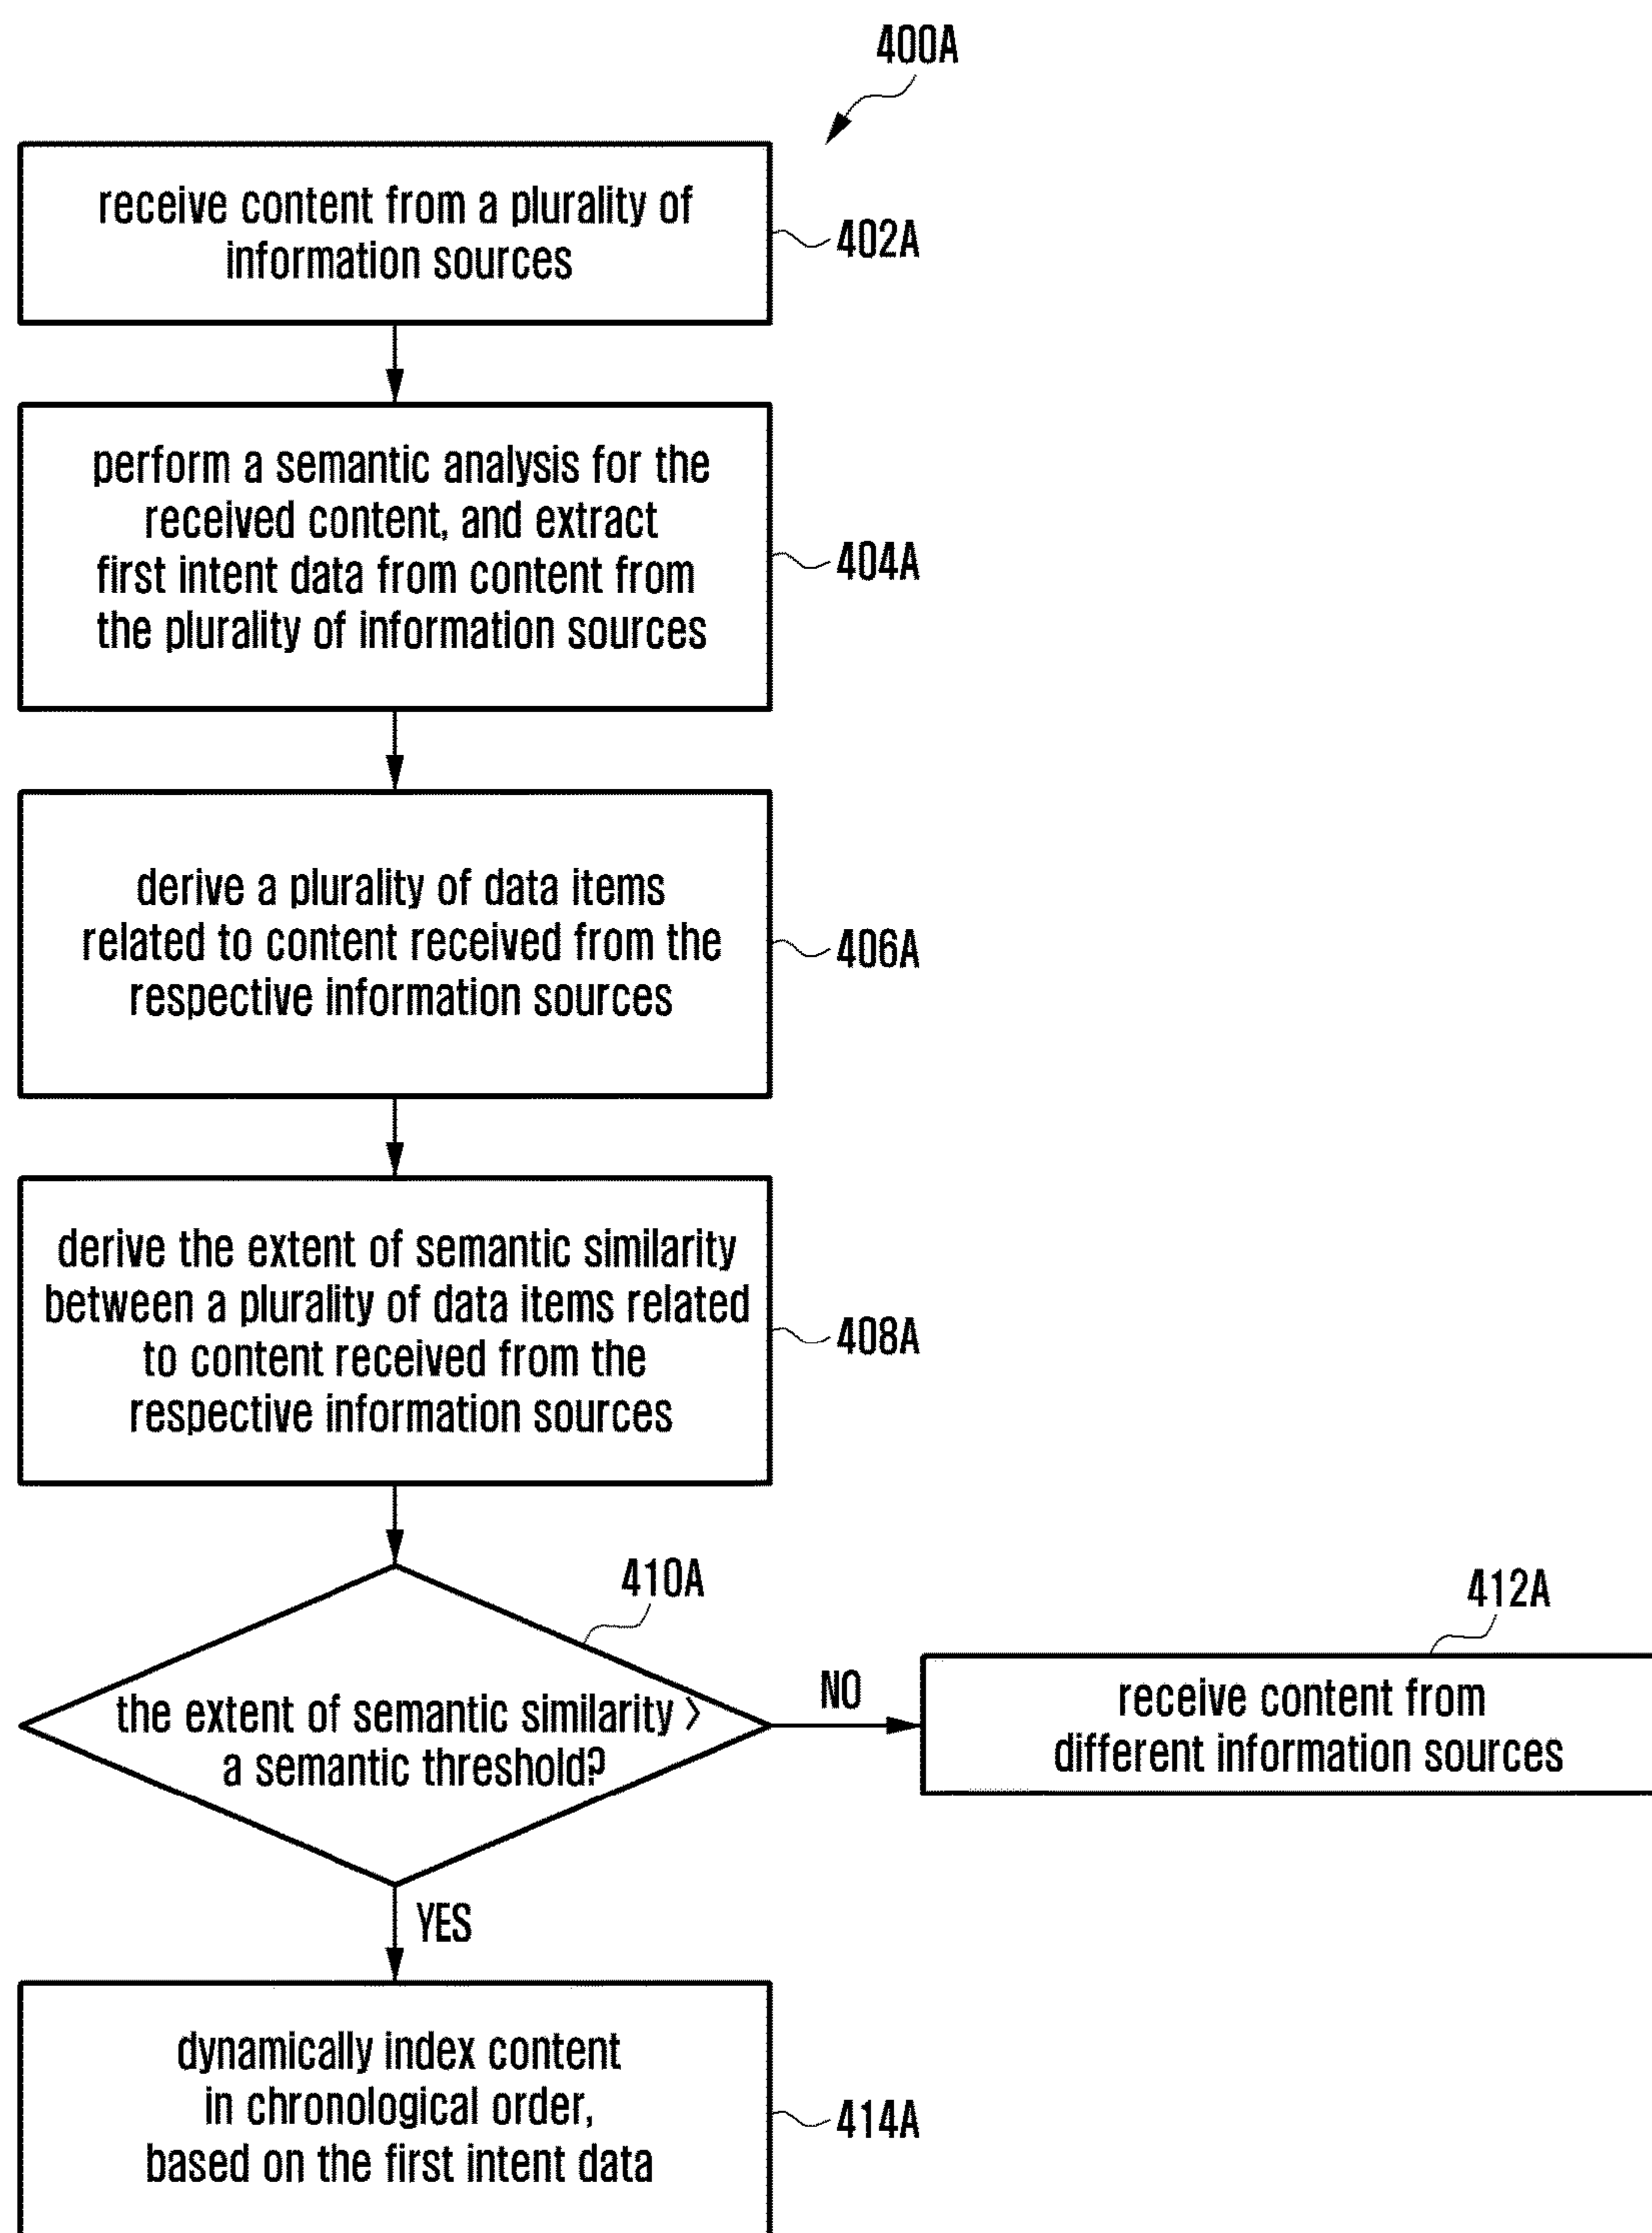 400A
receive content from a plurality of
information sources
402A
perform a semantic analysis for the
received content, and extract
first intent data from content from
the plurality of information sources
404A
derive a plurality of data items
related to content received from the
respective information sources
406A
derive the extent of semantic similarity
between a plurality of data items related
to content received from the
respective information sources
408A
410A
the extent of semantic similarity >
a semantic threshold?
NO
412A
receive content from
different information sources
YES
dynamically index content
in chronological order,
based on the first intent data
414A